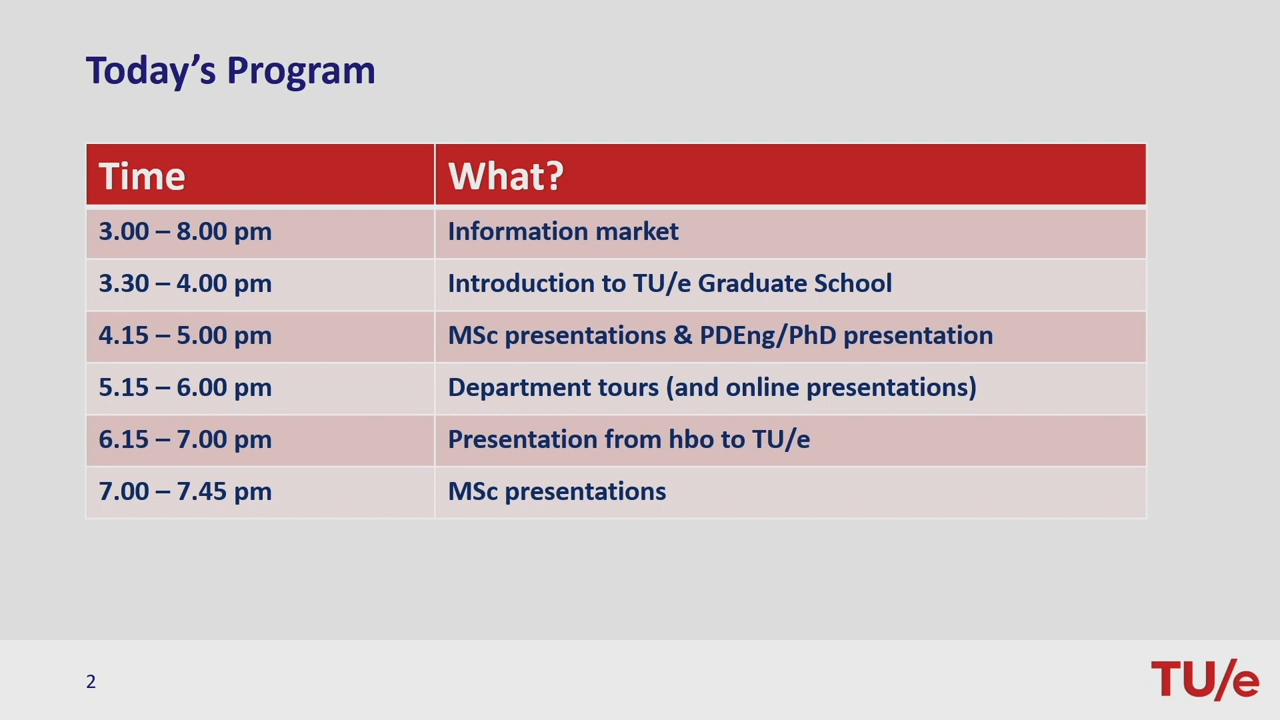 Today’s Program
Time What?
3.00 – 8.00 pm Information market
3.30 – 4.00 pm Introduction to TU/e Graduate School
4.15 – 5.00 pm MSc presentations & PDEng/PhD presentation
5.15 – 6.00 pm Department tours (and online presentations)
6.15 – 7.00 pm Presentation from hbo to TU/e
7.00 – 7.45 pm MSc presentations
2 TU/e